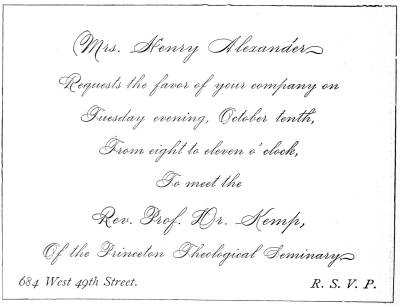 Mrs. Henry Alexander
Requests the favor of your company on
Tuesday evening, October tenth,
From eight to eleven o'clock,
To meet the
Rev. Prof. Dr. Kemp,
Of the Princeton Theological Seminary
684 West 49th Street. R. S. V. P.